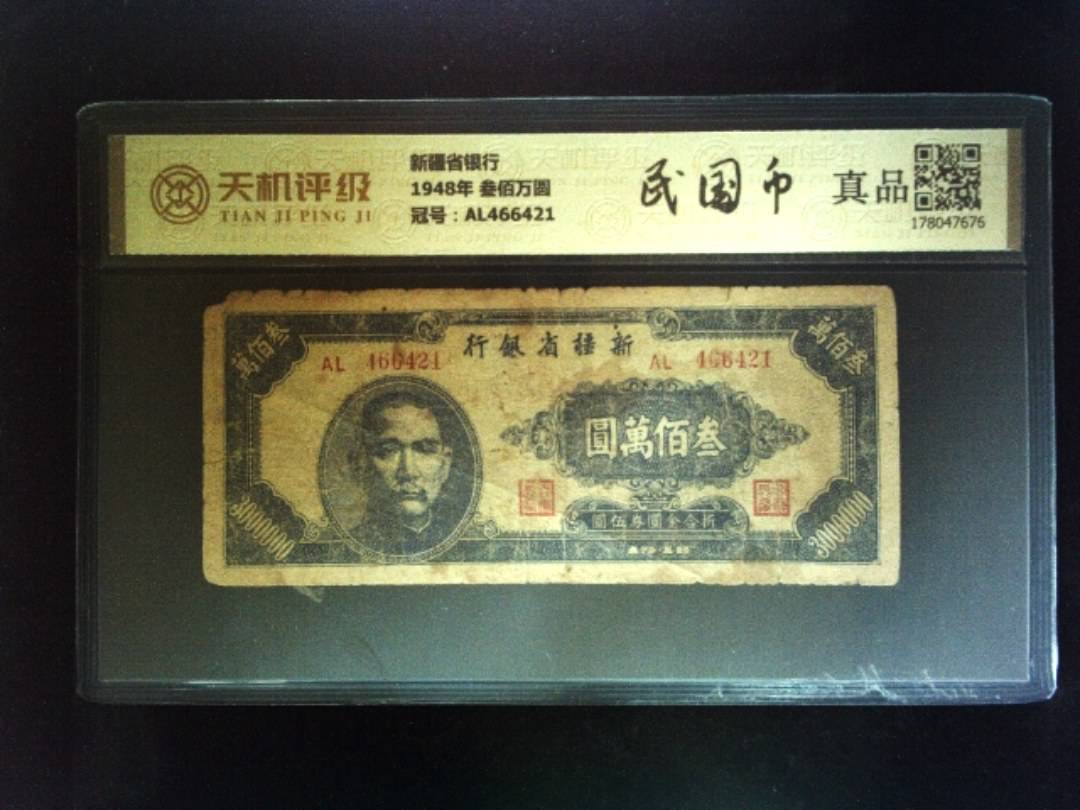 天机评级
TIAN JI PING JI
新疆省银行
1948年 叁佰万圆
冠号：AL466421
民国币
真品
178047676
行銀省疆新
AL 466421
AL 466421
萬佰叁
萬佰叁
圓萬佰叁
圓伍券圓金合折
3000000
3000000